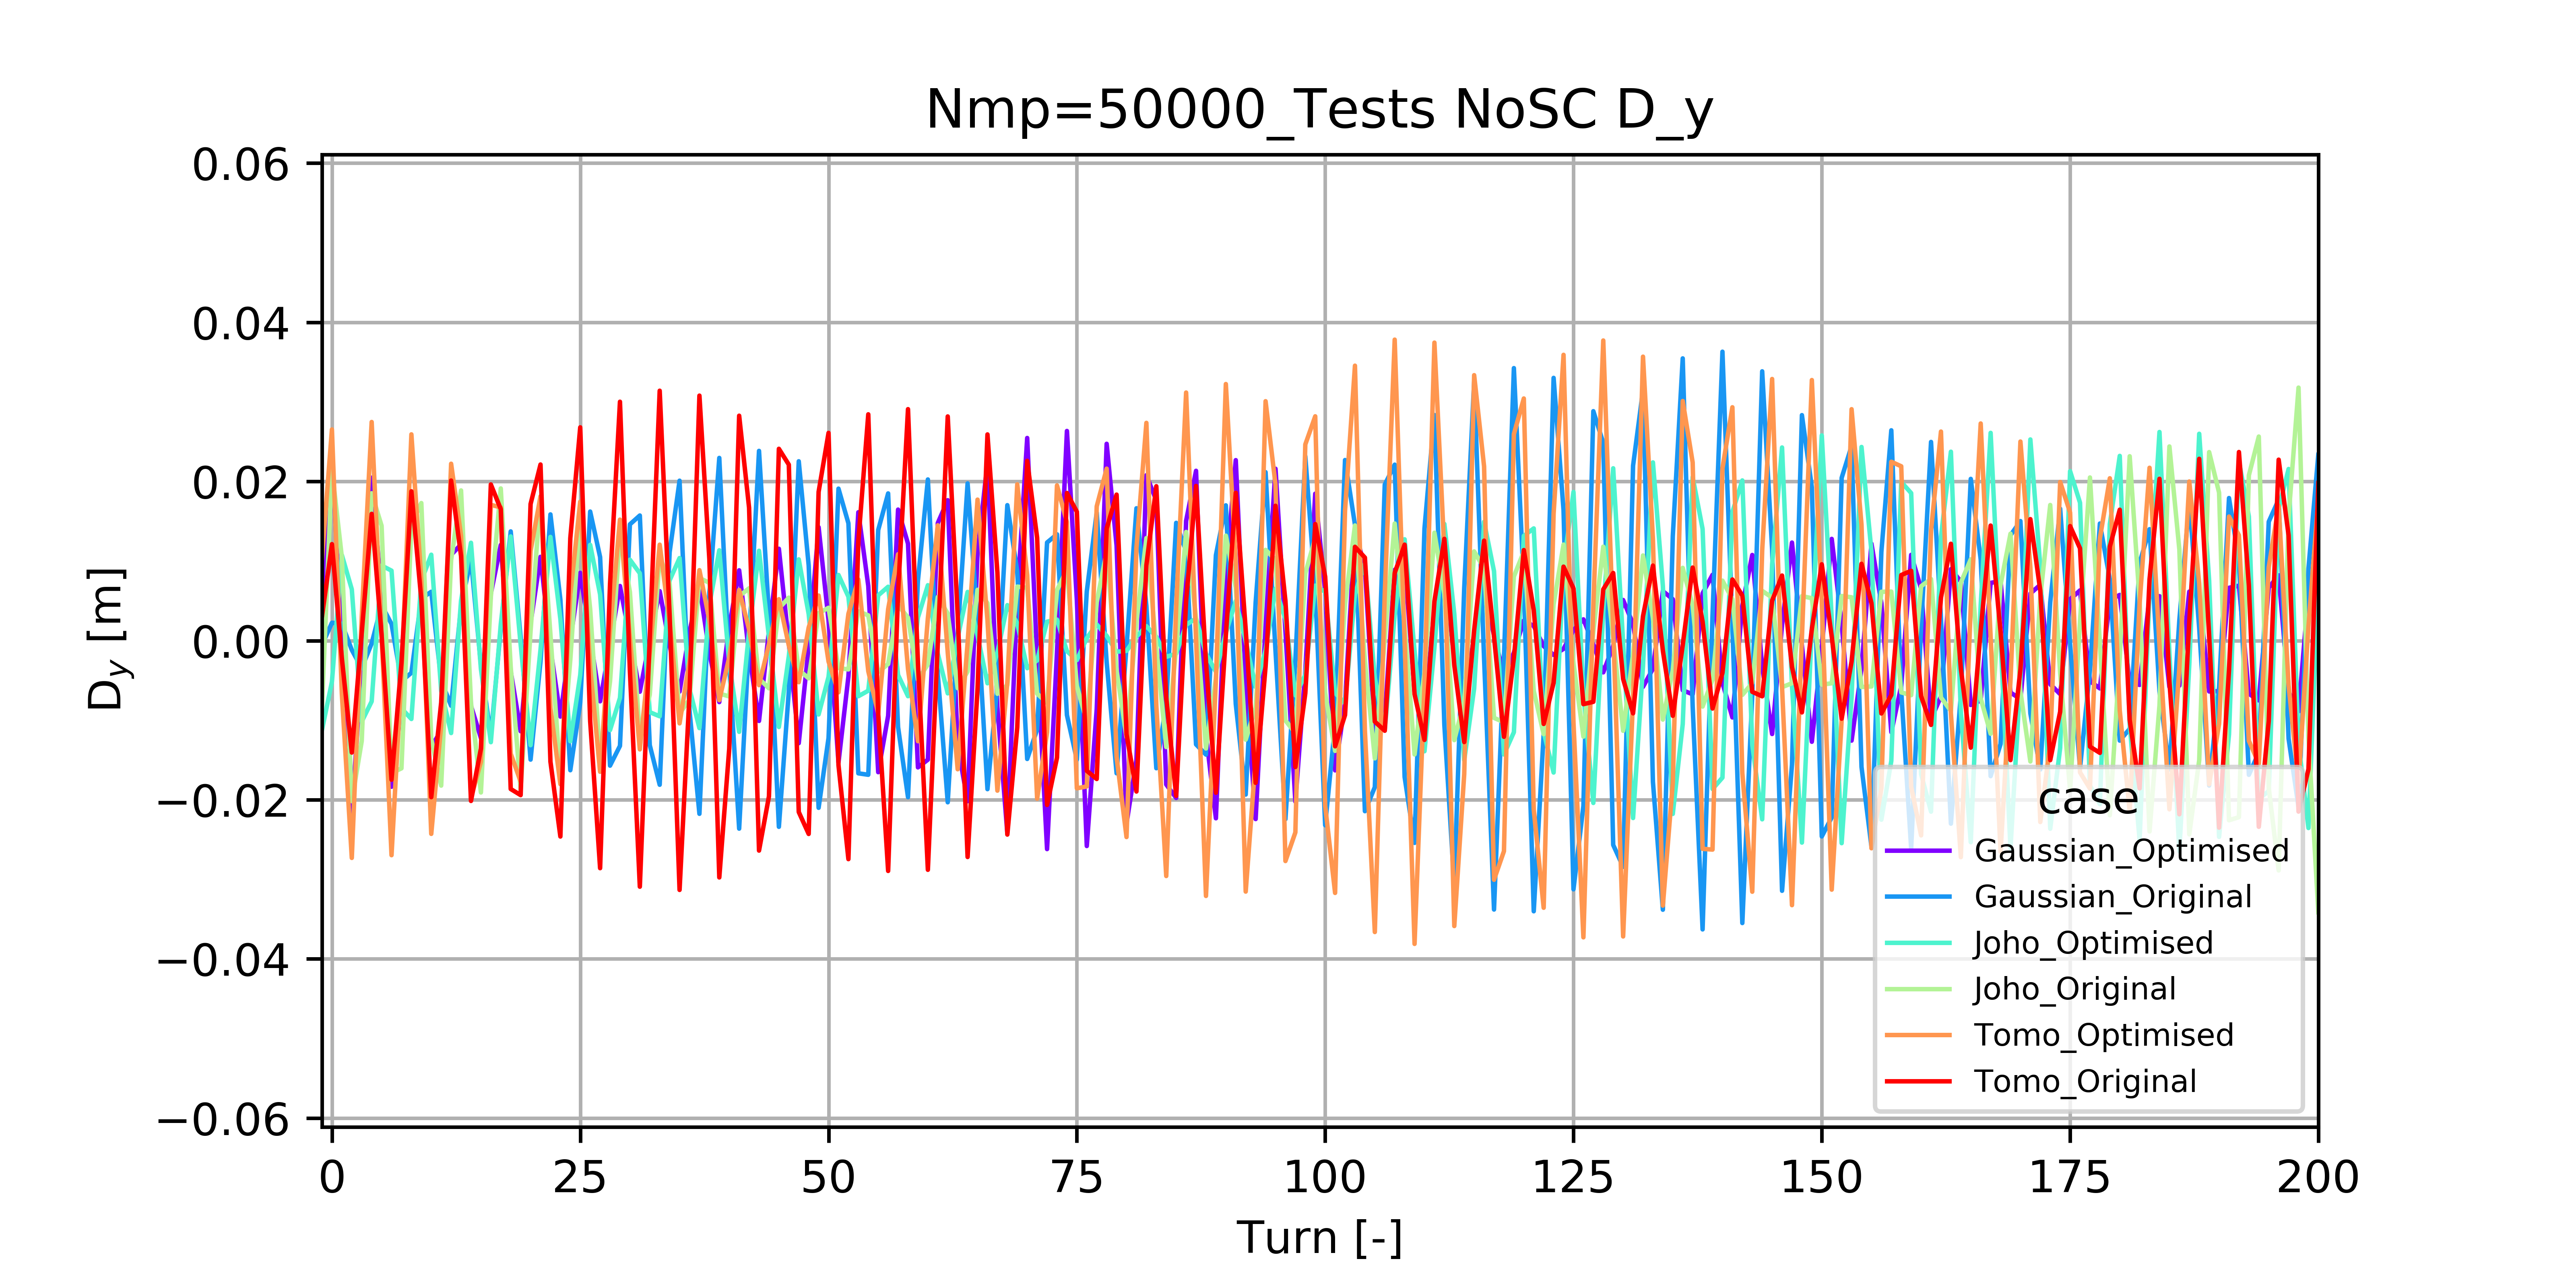 Nmp=50000_Tests NoSC D_y
0.06
0.04
0.02
0.00
−0.02
−0.04
−0.06
D_y [m]
case
Gaussian_Optimised
Gaussian_Original
Joho_Optimised
Joho_Original
Tomo_Optimised
Tomo_Original
0 25 50 75 100 125 150 175 200
Turn [-]